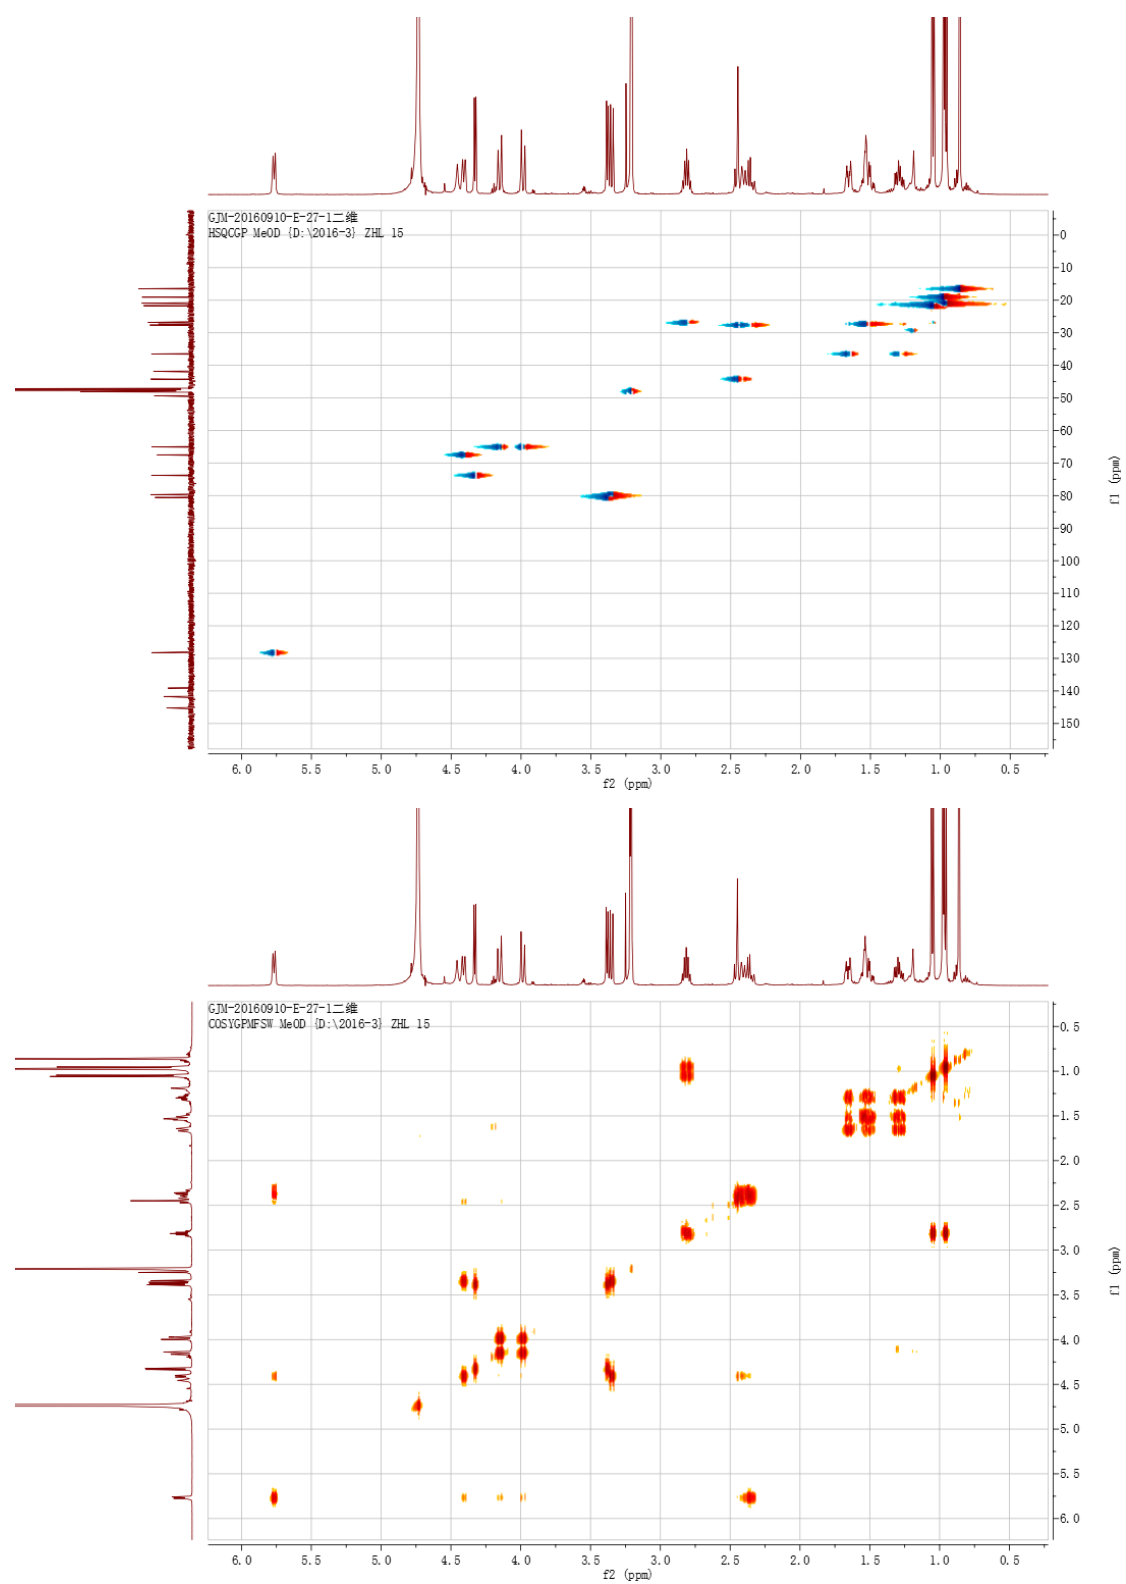 GJM-20160910-E-27-1二维
HSQCGP MeOD {D:\2016-3} ZHL 15
0
10
20
30
40
50
60
70
80
90
100
110
120
130
140
150
f1 (ppm)
6.0 5.5 5.0 4.5 4.0 3.5 3.0 2.5 2.0 1.5 1.0 0.5
f2 (ppm)
GJM-20160910-E-27-1二维
COSYGPMFSW MeOD {D:\2016-3} ZHL 15
0.5
1.0
1.5
2.0
2.5
3.0
3.5
4.0
4.5
5.0
5.5
6.0
f1 (ppm)
6.0 5.5 5.0 4.5 4.0 3.5 3.0 2.5 2.0 1.5 1.0 0.5
f2 (ppm)